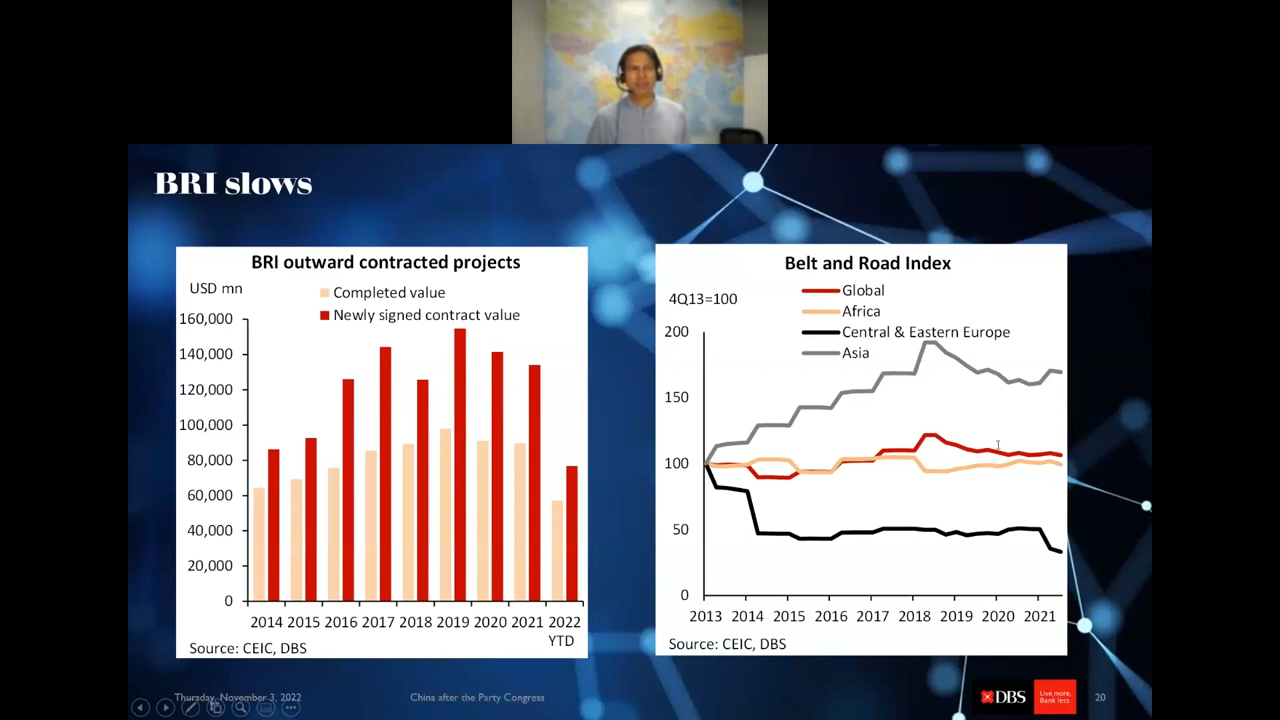 BRI slows
BRI outward contracted projects
USD mn
Completed value
Newly signed contract value
160,000
140,000
120,000
100,000
80,000
60,000
40,000
20,000
0
2014 2015 2016 2017 2018 2019 2020 2021 2022
YTD
Source: CEIC, DBS
Belt and Road Index
4Q13=100
Global
Africa
Central & Eastern Europe
Asia
200
150
100
50
0
2013 2014 2015 2016 2017 2018 2019 2020 2021
Source: CEIC, DBS
Thursday, November 3, 2022
China after the Party Congress
DBS
Live more,
Bank less
20